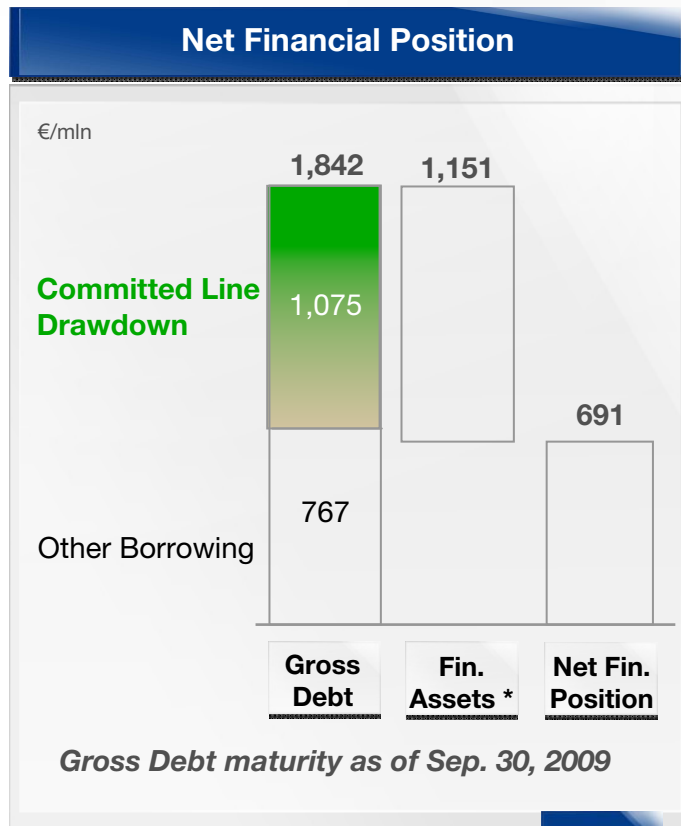 Net Financial Position
€/mln
1,842
1,151
Committed Line
Drawdown
1,075
691
767
Other Borrowing
Gross
Debt
Fin.
Assets *
Net Fin.
Position
Gross Debt maturity as of Sep. 30, 2009